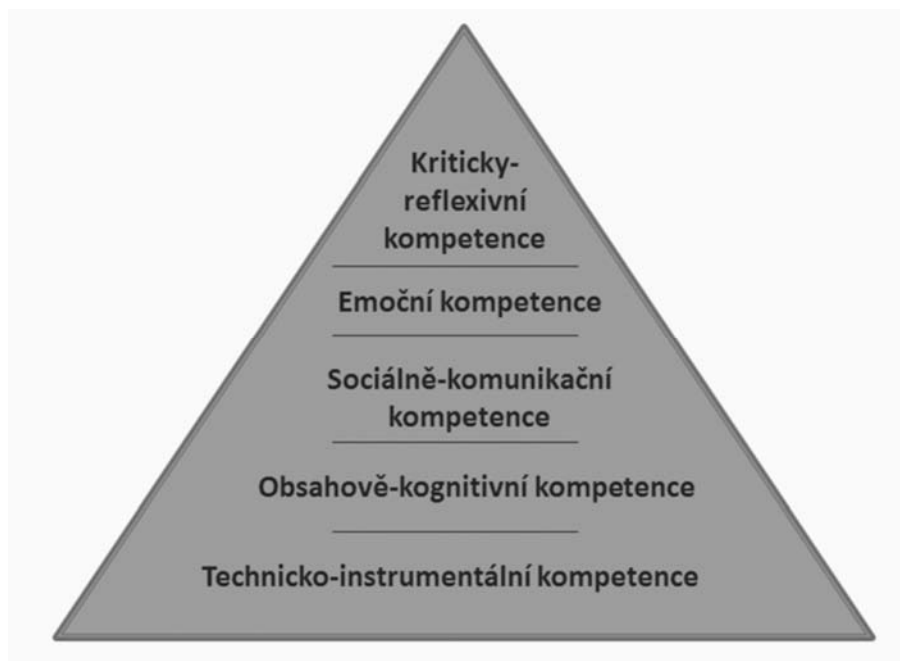 Kriticky-
reflexivní
kompetence
Emoční kompetence
Sociálně-komunikační
kompetence
Obsahově-kognitivní kompetence
Technicko-instrumentální kompetence